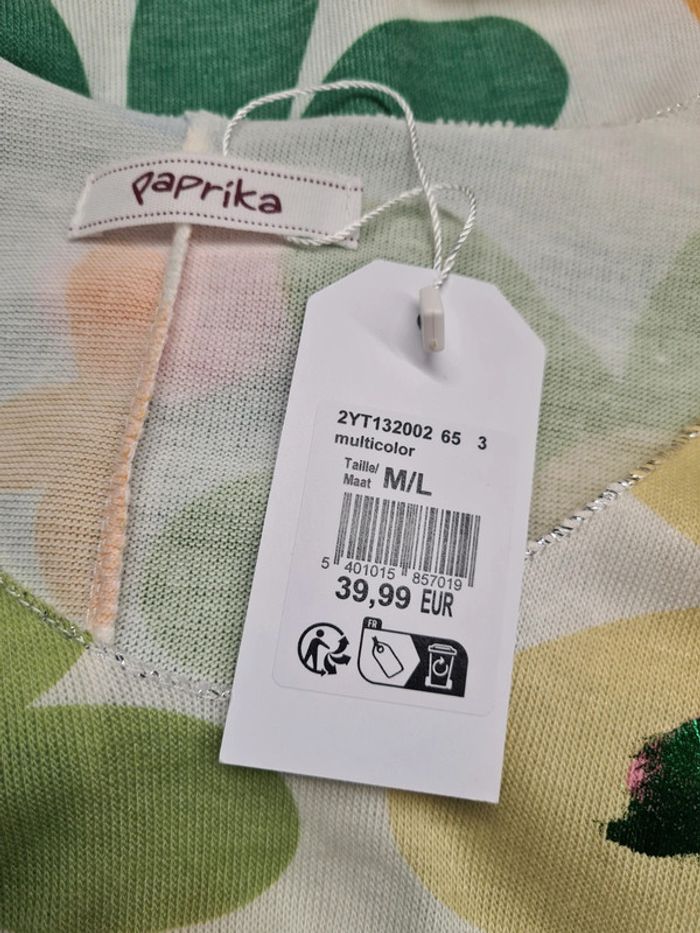 paprika
2YT132002 65 3
multicolor
Taille/
Maat M/L
5 401015 857019
39,99 EUR
FR